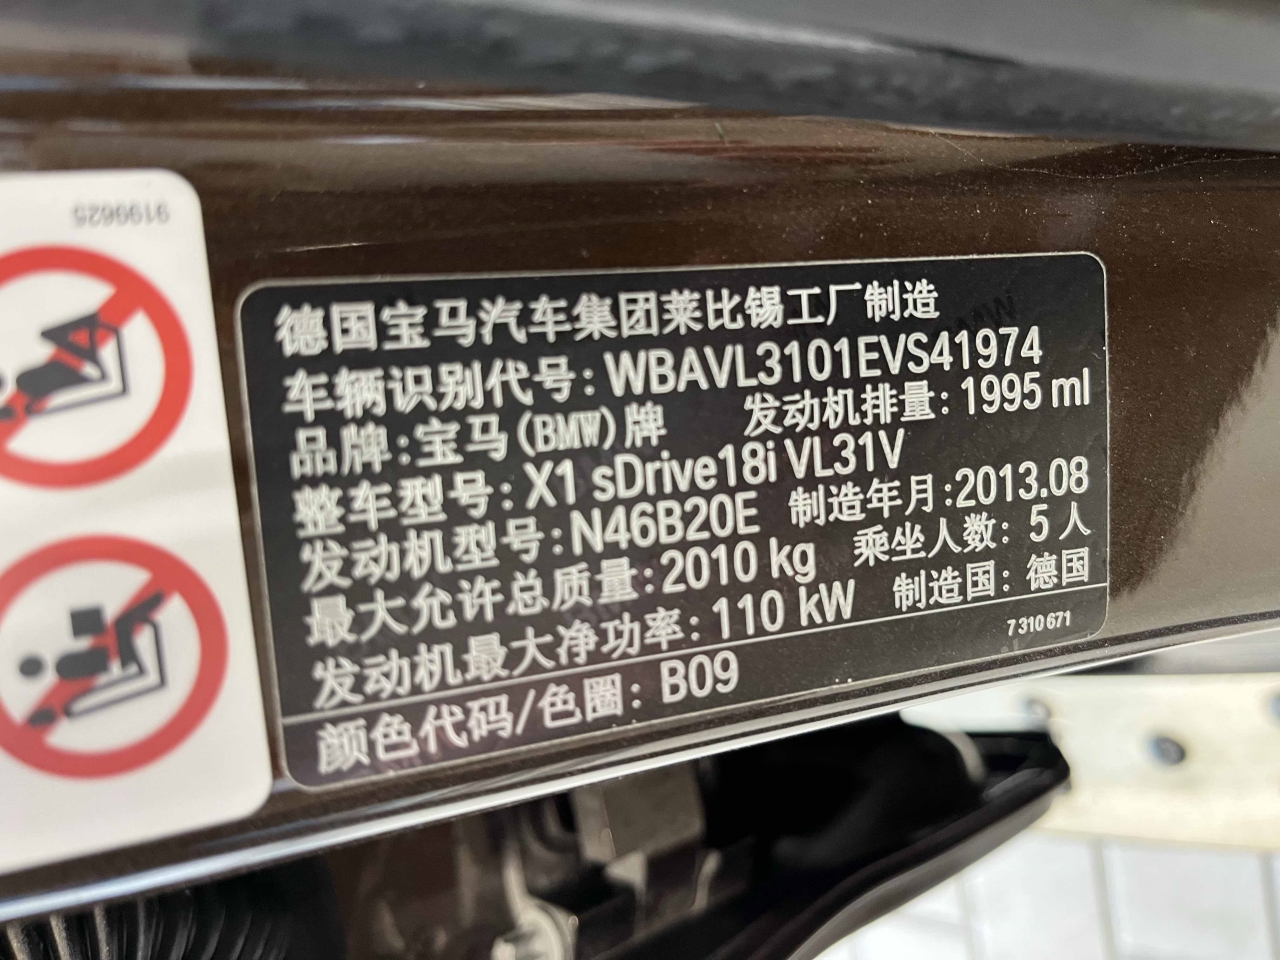 9199625
德国宝马汽车集团莱比锡工厂制造
车辆识别代号: WBAVL3101EVS41974
品牌:宝马(BMW)牌 发动机排量: 1995 ml
整车型号: X1 sDrive18i VL31V
发动机型号:N46B20E 制造年月:2013.08
最大允许总质量:2010 kg 乘坐人数: 5 人
发动机最大净功率: 110 kW 制造国: 德国
7 310 671
颜色代码/色圈: B09